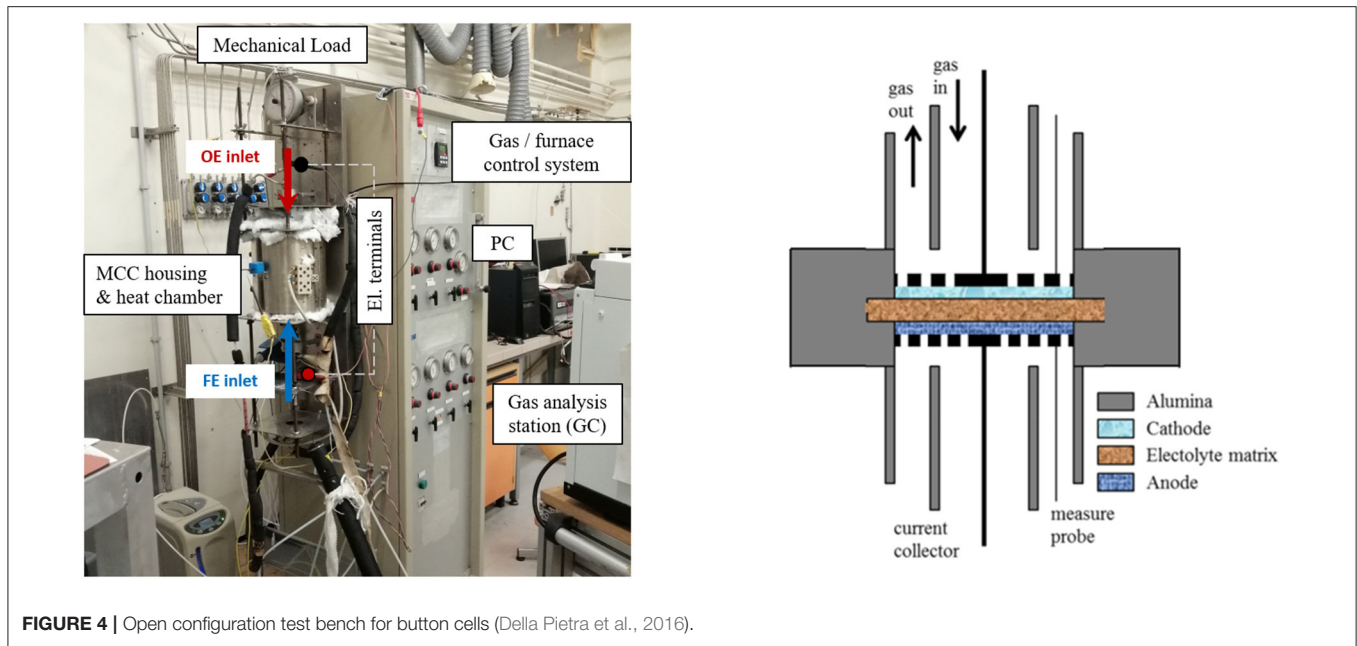 Mechanical Load
OE inlet
Gas / furnace
control system
El. terminals
PC
MCC housing
& heat chamber
FE inlet
Gas analysis
station (GC)
gas
out
gas
in
Alumina
Cathode
Electolyte matrix
Anode
current
collector
measure
probe
FIGURE 4 | Open configuration test bench for button cells (Della Pietra et al., 2016).